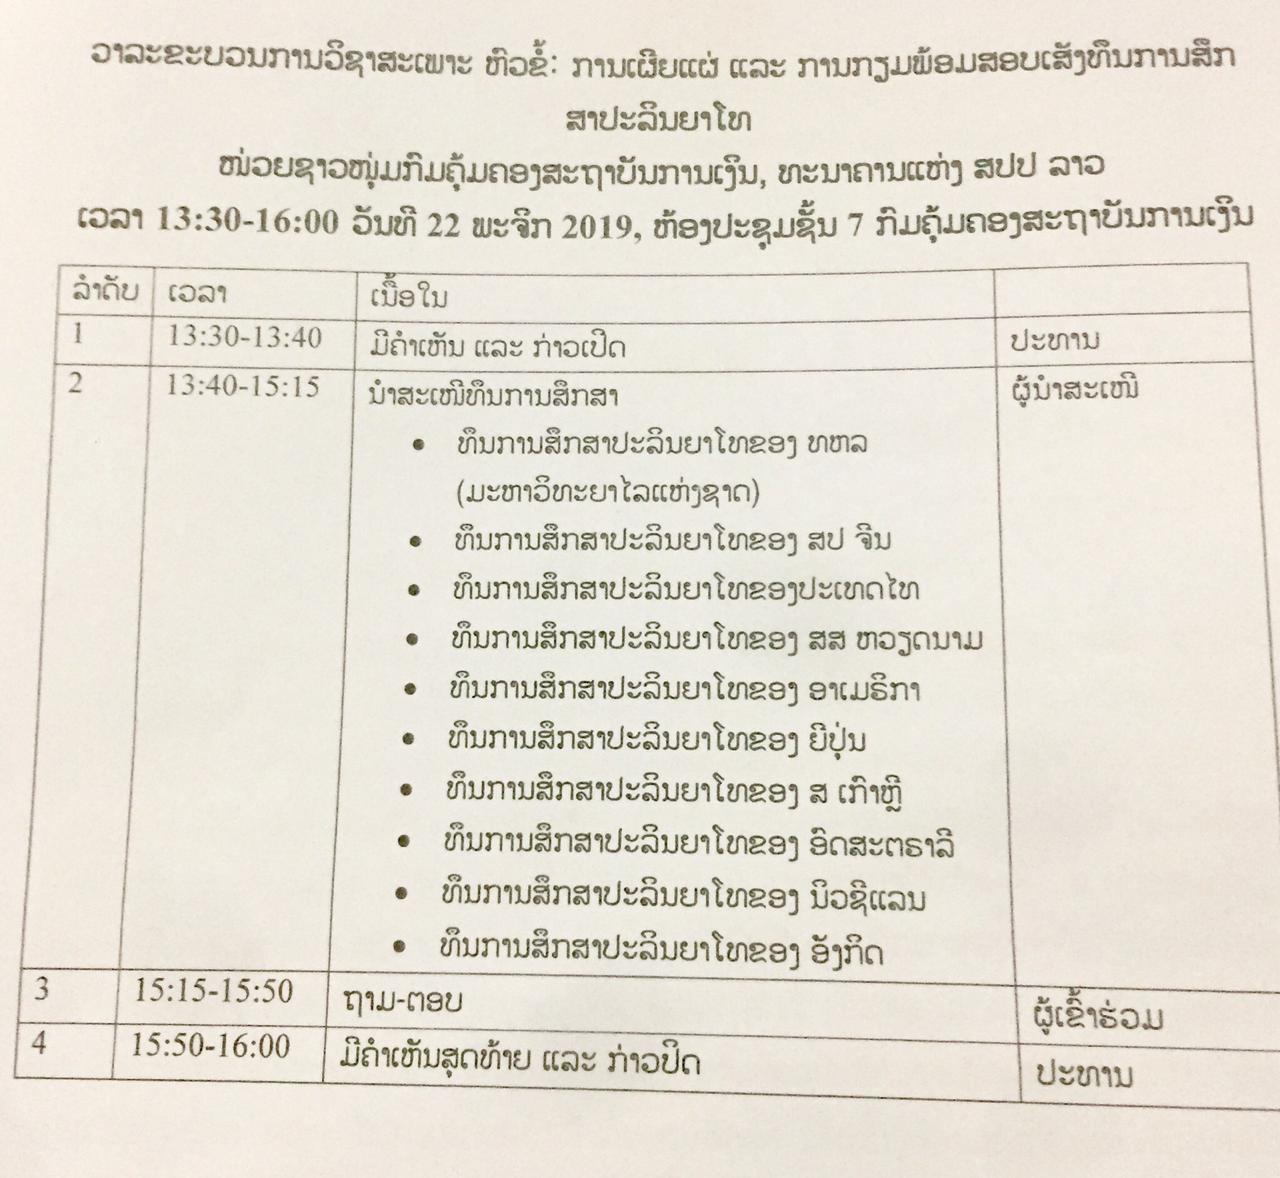 ວາລະຂະບວນການວິຊາສະເພາະ ຫົວຂໍ້: ການເຜີຍແຜ່ ແລະ ການກຽມພ້ອມສອບເສັງທຶນການສຶກ
ສາປະລິນຍາໂທ
ໜ່ວຍຊາວໜຸ່ມກົມຄຸ້ມຄອງສະຖາບັນການເງິນ, ທະນາຄານແຫ່ງ ສປປ ລາວ
ເວລາ 13:30-16:00 ວັນທີ 22 ພະຈິກ 2019, ຫ້ອງປະຊຸມຊັ້ນ 7 ກົມຄຸ້ມຄອງສະຖາບັນການເງິນ
ລຳດັບ ເວລາ ເນື້ອໃນ
1 13:30-13:40 ມີຄຳເຫັນ ແລະ ກ່າວເປີດ ປະທານ
2 13:40-15:15 ນຳສະເໜີທຶນການສຶກສາ ຜູ້ນຳສະເໜີ
• ທຶນການສຶກສາປະລິນຍາໂທຂອງ ທຫລ
(ມະຫາວິທະຍາໄລແຫ່ງຊາດ)
• ທຶນການສຶກສາປະລິນຍາໂທຂອງ ສປ ຈີນ
• ທຶນການສຶກສາປະລິນຍາໂທຂອງປະເທດໄທ
• ທຶນການສຶກສາປະລິນຍາໂທຂອງ ສສ ຫວຽດນາມ
• ທຶນການສຶກສາປະລິນຍາໂທຂອງ ອາເມຣິກາ
• ທຶນການສຶກສາປະລິນຍາໂທຂອງ ຍີປຸ່ນ
• ທຶນການສຶກສາປະລິນຍາໂທຂອງ ສ ເກົາຫຼີ
• ທຶນການສຶກສາປະລິນຍາໂທຂອງ ອົດສະຕຣາລີ
• ທຶນການສຶກສາປະລິນຍາໂທຂອງ ນິວຊີແລນ
• ທຶນການສຶກສາປະລິນຍາໂທຂອງ ອັງກິດ
3 15:15-15:50 ຖາມ-ຕອບ ຜູ້ເຂົ້າຮ່ວມ
4 15:50-16:00 ມີຄຳເຫັນສຸດທ້າຍ ແລະ ກ່າວປິດ ປະທານ